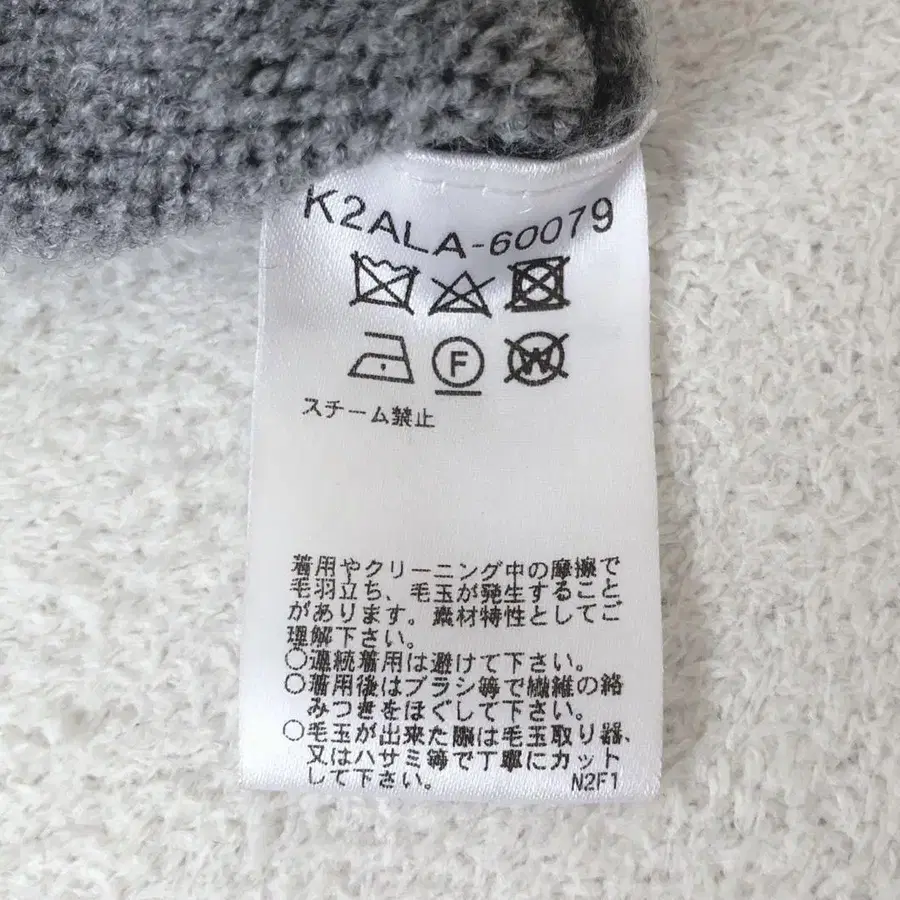 K2ALA-60079
F
W
スチーム禁止
着用やクリーニング中の摩擦で
毛羽立ち、毛玉が発生すること
があります。素材特性としてご
理解下さい。
○連続着用は避けて下さい。
○着用後はブラシ等で繊維の絡
みつきをほぐして下さい。
○毛玉が出来た際は毛玉取り器、
又はハサミ等で丁寧にカット
して下さい。 N2F1